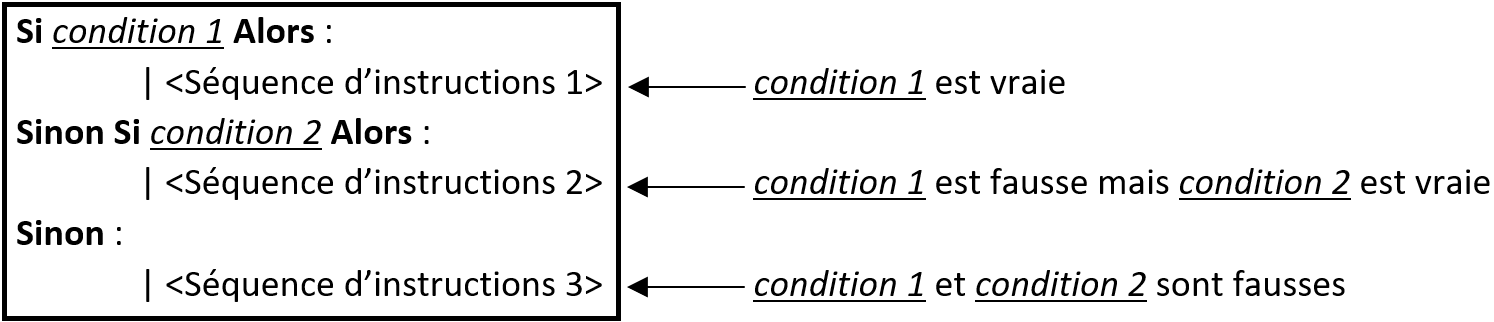 Si condition 1 Alors :
| <Séquence d’instructions 1> condition 1 est vraie
Sinon Si condition 2 Alors :
| <Séquence d’instructions 2> condition 1 est fausse mais condition 2 est vraie
Sinon :
| <Séquence d’instructions 3> condition 1 et condition 2 sont fausses